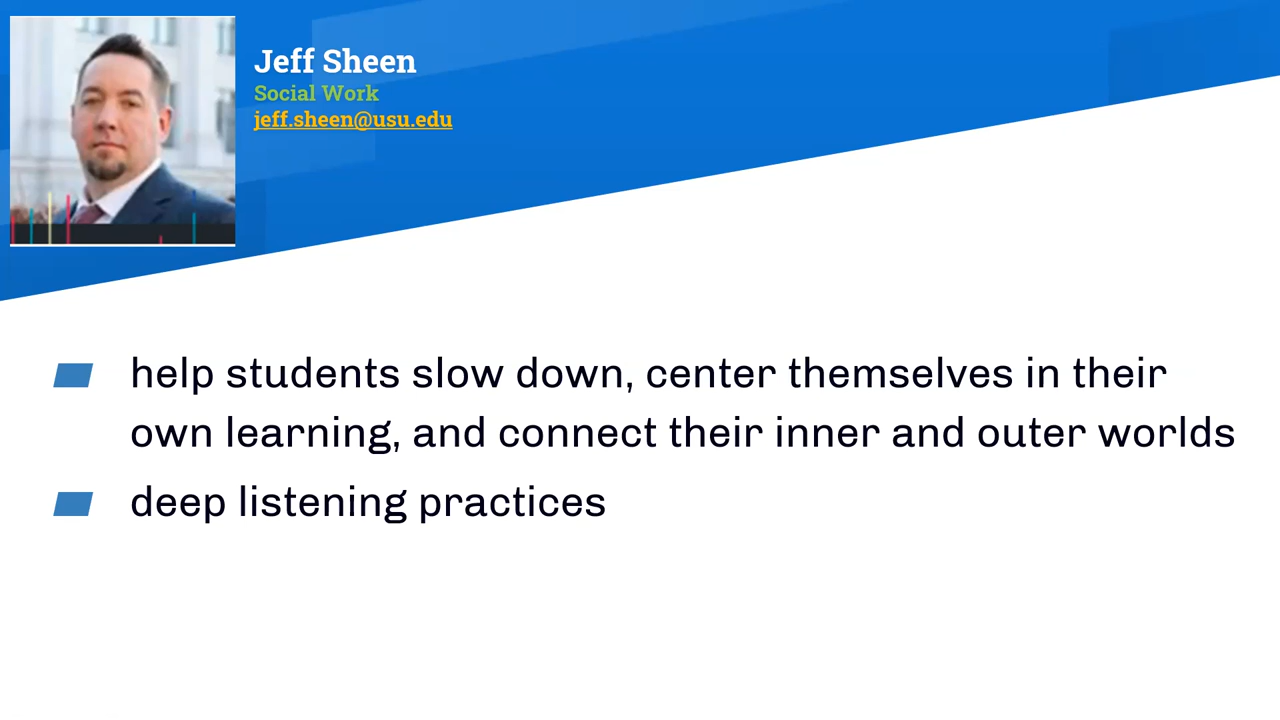 Jeff Sheen
Social Work
jeff.sheen@usu.edu
help students slow down, center themselves in their
own learning, and connect their inner and outer worlds
deep listening practices